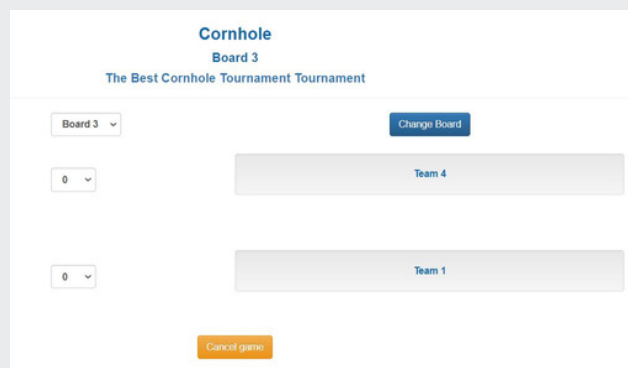 Cornhole
Board 3
The Best Cornhole Tournament Tournament
Board 3 Change Board
0 Team 4
0 Team 1
Cancel game